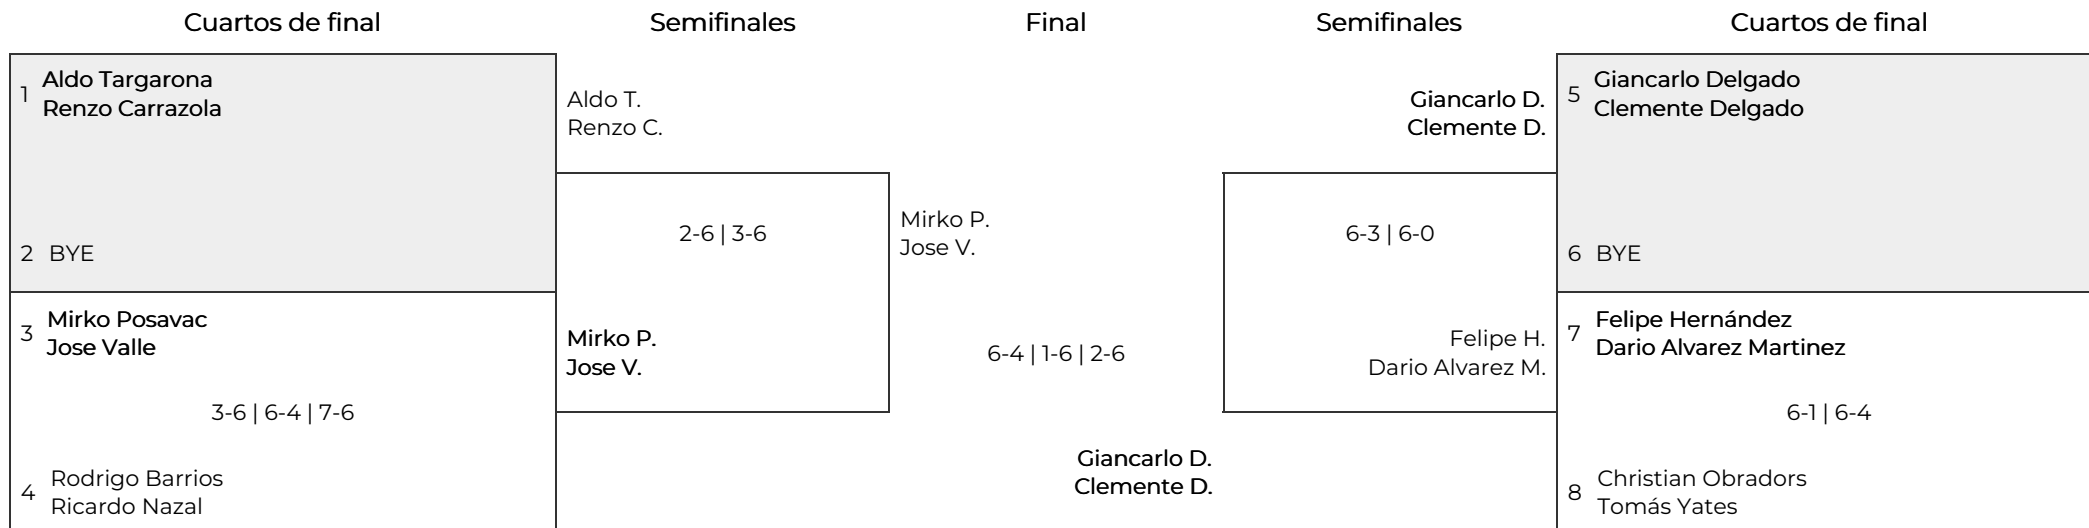 Cuartos de final
Semifinales
Final
Semifinales
Cuartos de final
1
Aldo Targarona
Renzo Carrazola
2 BYE
3
Mirko Posavac
Jose Valle
3-6 | 6-4 | 7-6
4
Rodrigo Barrios
Ricardo Nazal
Aldo T.
Renzo C.
2-6 | 3-6
Mirko P.
Jose V.
Mirko P.
Jose V.
6-4 | 1-6 | 2-6
Giancarlo D.
Clemente D.
Giancarlo D.
Clemente D.
6-3 | 6-0
Felipe H.
Dario Alvarez M.
5
Giancarlo Delgado
Clemente Delgado
6 BYE
7
Felipe Hernández
Dario Alvarez Martinez
6-1 | 6-4
8
Christian Obradors
Tomás Yates